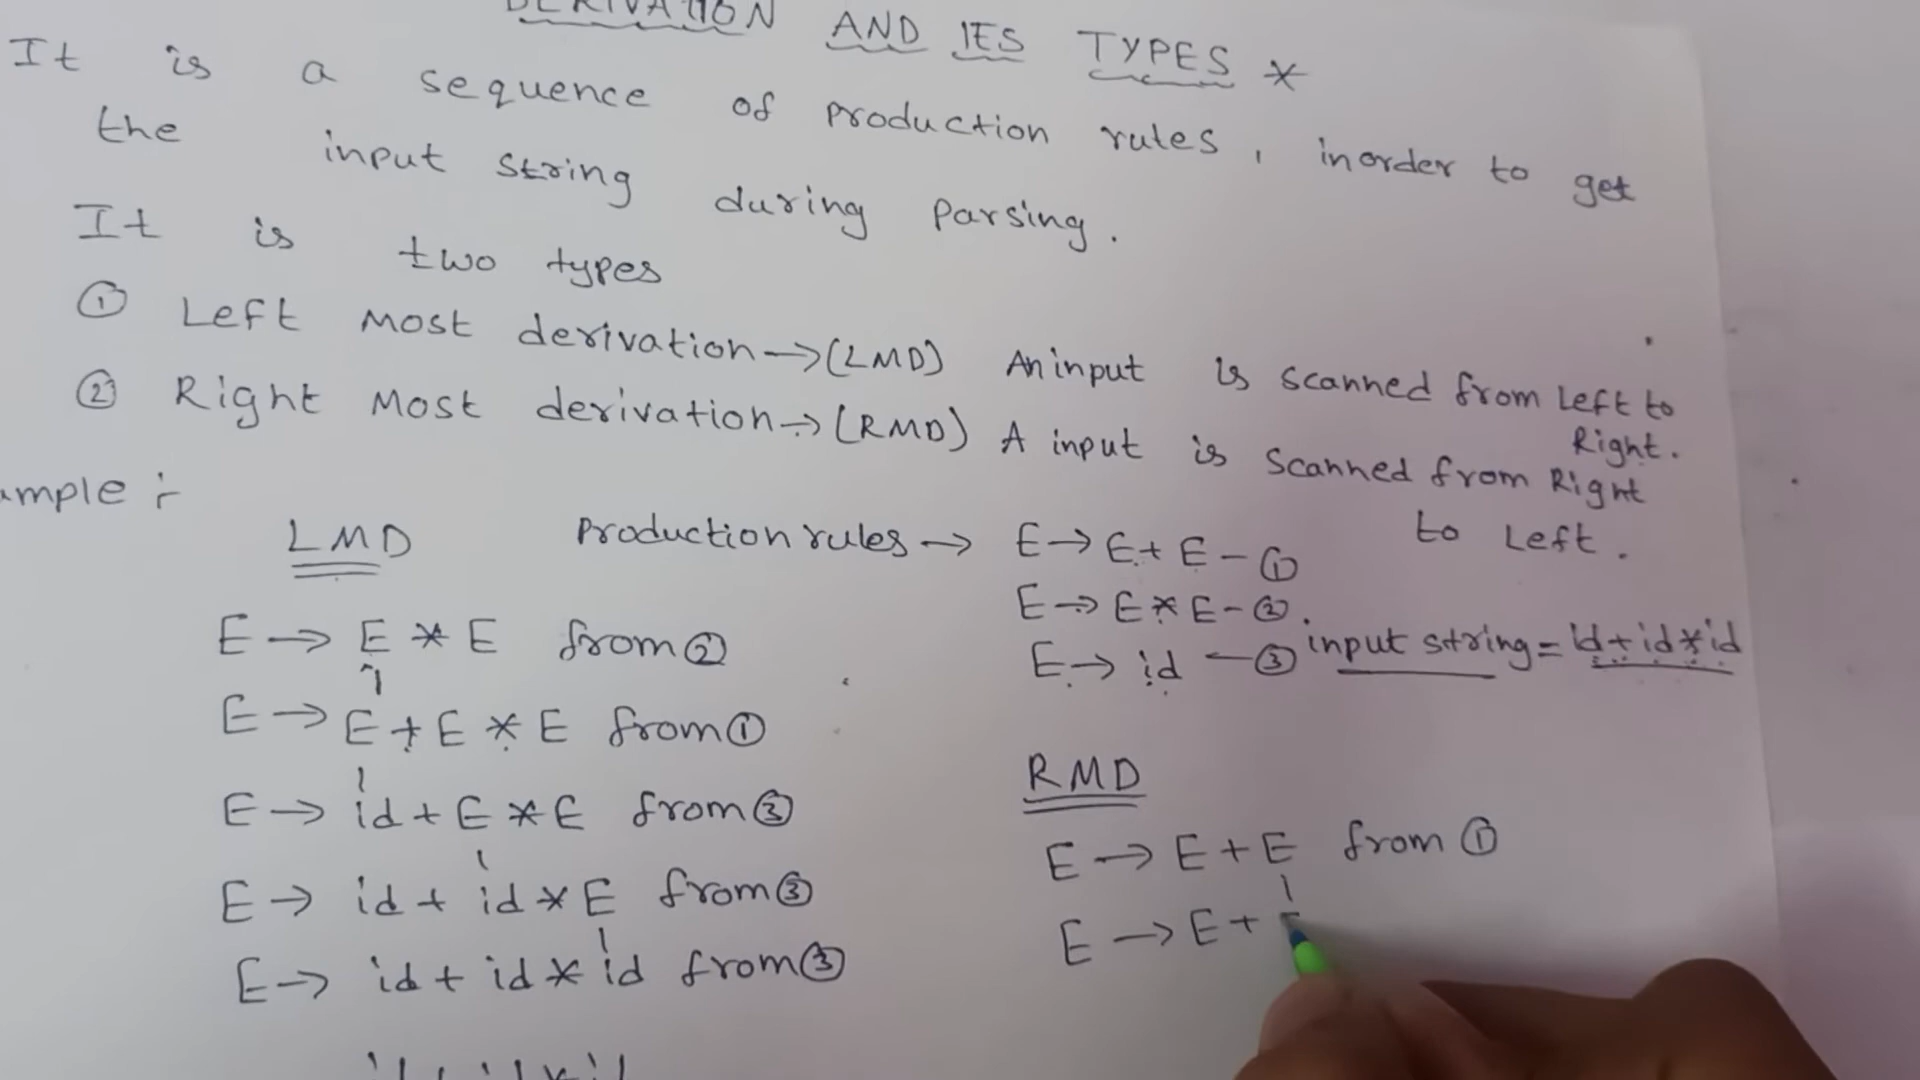 DERIVATION AND ITS TYPES *
It is a sequence of production rules, inorder to get
the input string during parsing.
It is two types
① Left Most derivation → (LMD) An input is scanned from Left to
Right.
② Right Most derivation → (RMD) A input is scanned from Right
to Left.
ample :-
LMD
Production rules → E → E + E - ①
E → E * E - ②.
E → id - ③ input string = id + id * id
E → E * E from ②
E → E + E * E from ①
E → id + E * E from ③
E → id + id * E from ③
E → id + id * id from ③
RMD
E → E + E from ①
E → E +